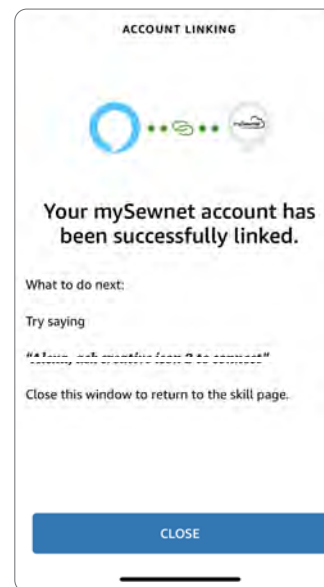 ACCOUNT LINKING
mySewnet
Your mySewnet account has
been successfully linked.
What to do next:
Try saying
Close this window to return to the skill page.
CLOSE